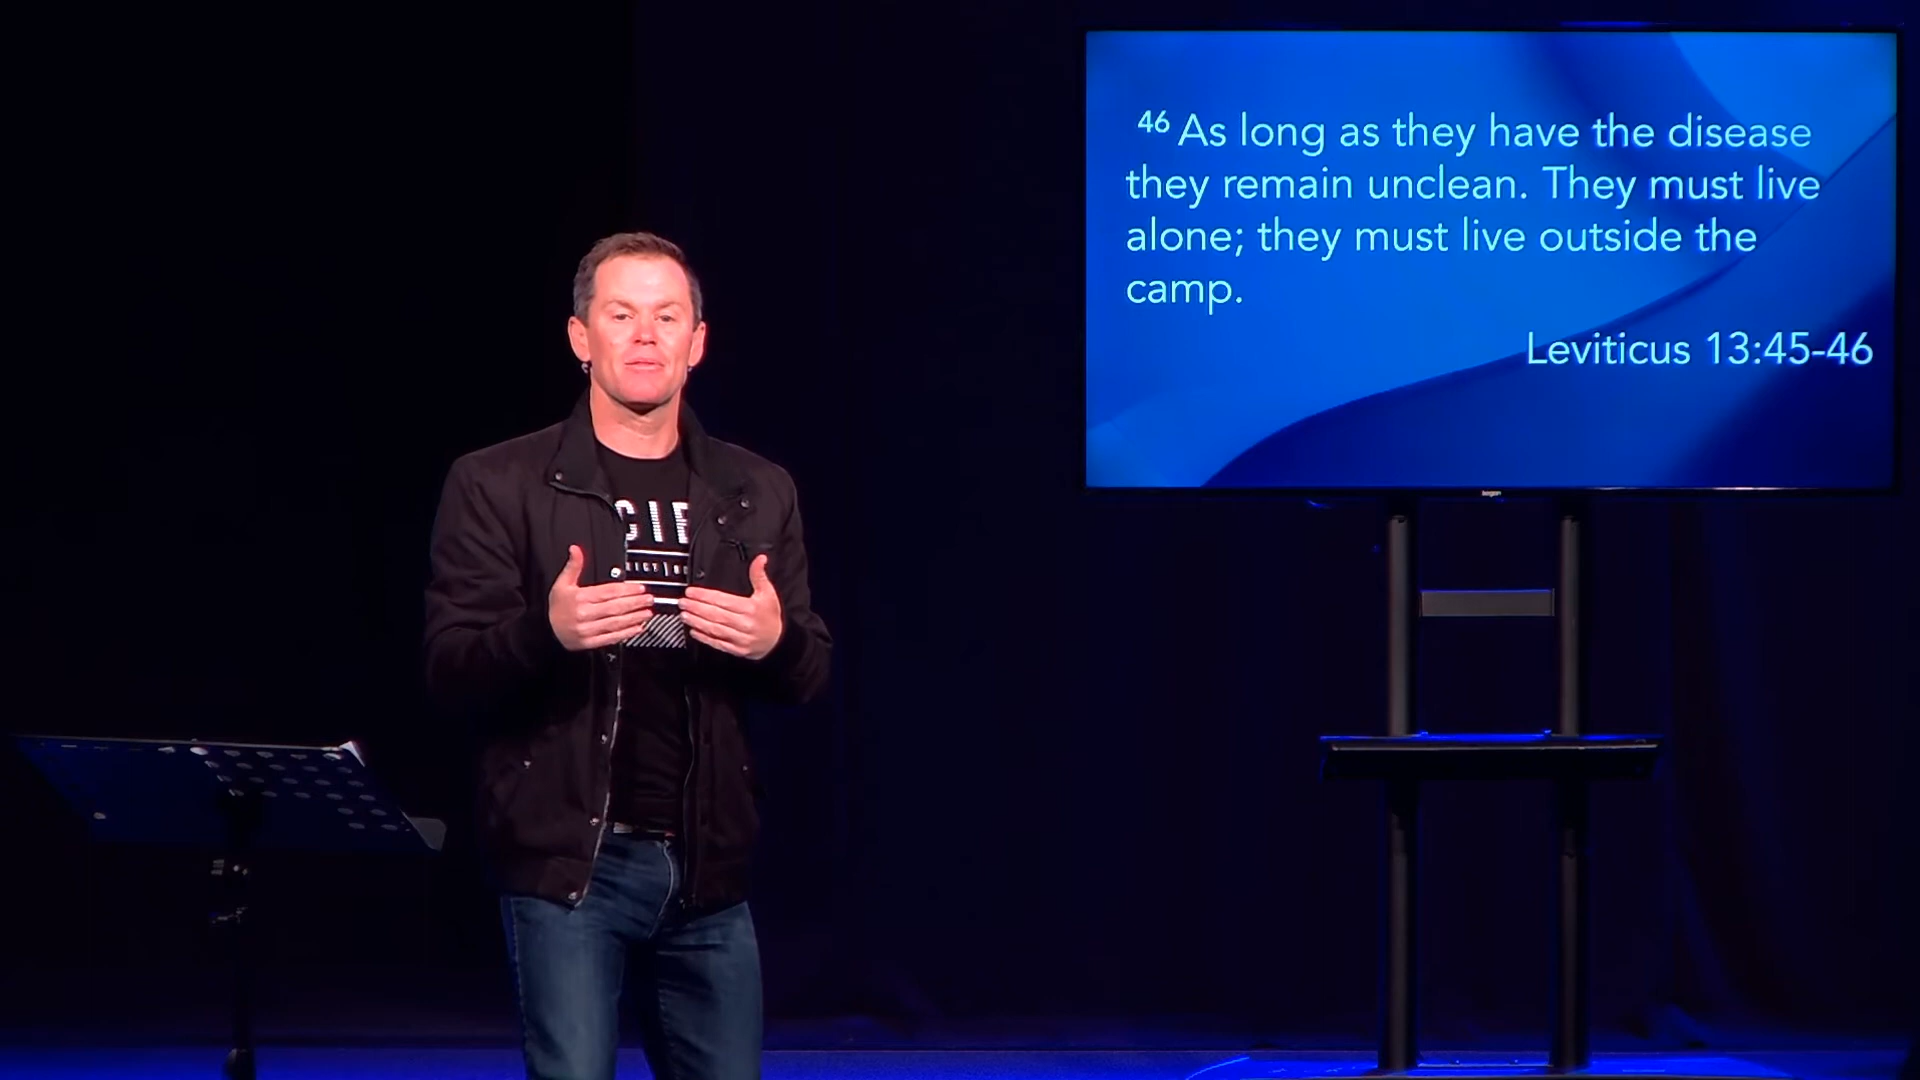 46 As long as they have the disease
they remain unclean. They must live
alone; they must live outside the
camp.
Leviticus 13:45-46
CIE